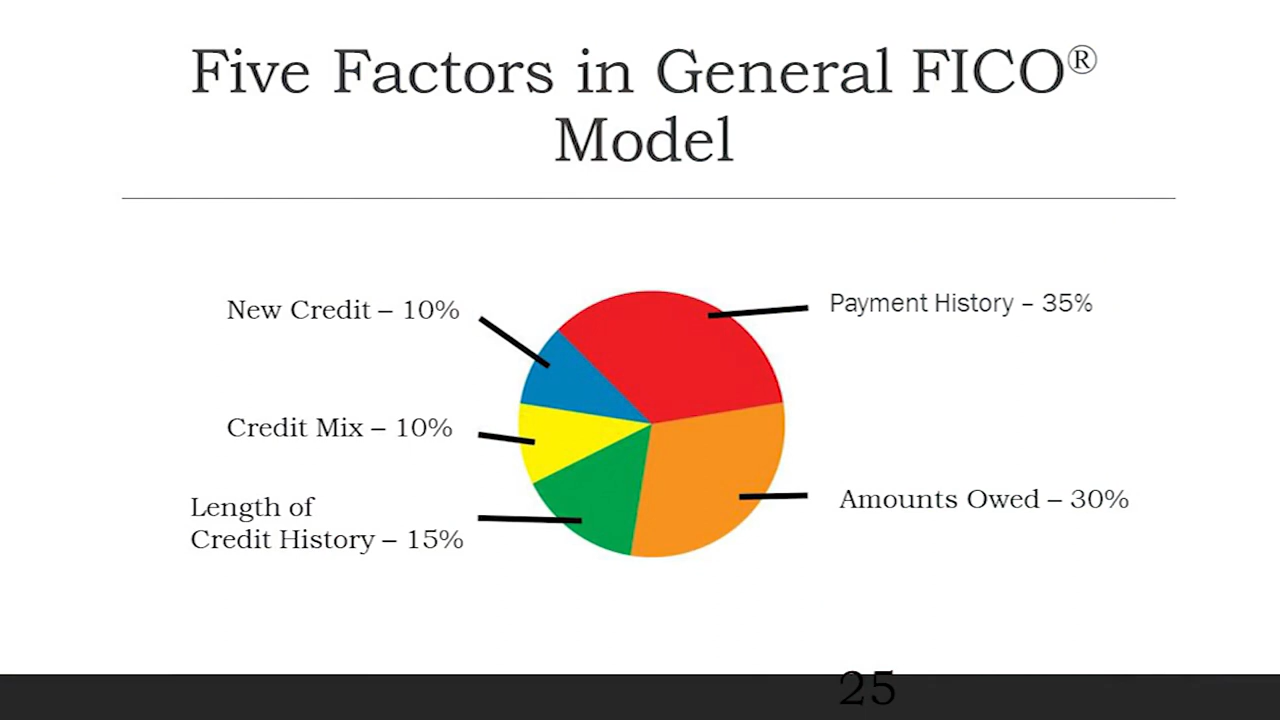 Five Factors in General FICO®
Model
New Credit – 10%
Payment History – 35%
Credit Mix – 10%
Length of
Credit History – 15%
Amounts Owed – 30%
25